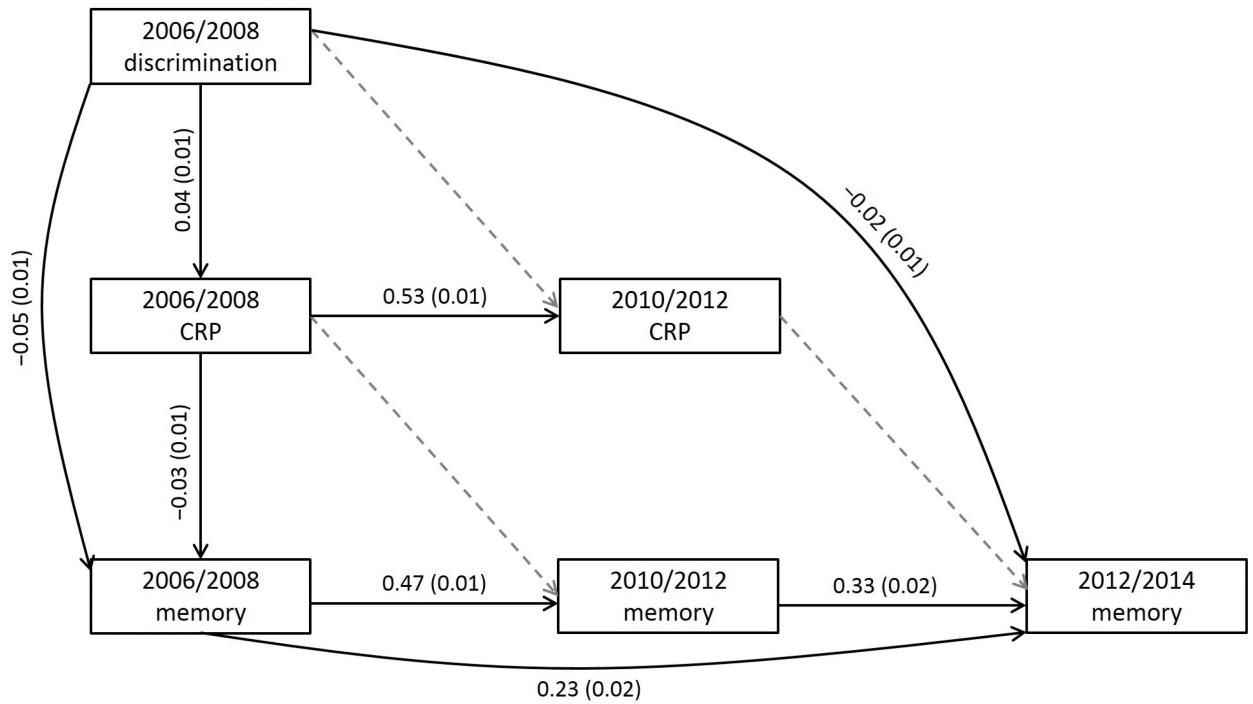 2006/2008
discrimination
0.04 (0.01)
−0.02 (0.01)
−0.05 (0.01)
2006/2008
CRP
0.53 (0.01)
2010/2012
CRP
−0.03 (0.01)
2006/2008
memory
0.47 (0.01)
2010/2012
memory
0.33 (0.02)
2012/2014
memory
0.23 (0.02)